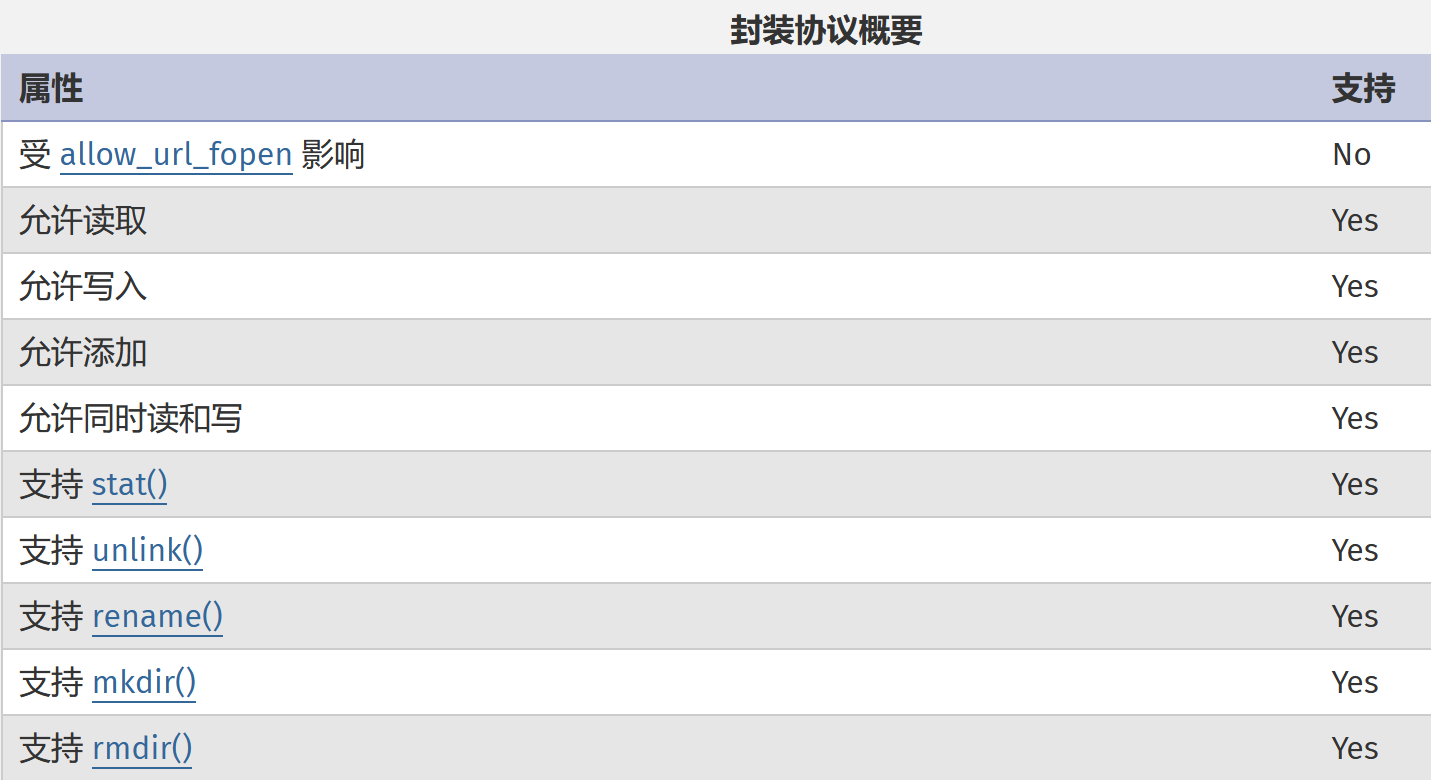 封装协议概要
属性 支持
受 allow_url_fopen 影响 No
允许读取 Yes
允许写入 Yes
允许添加 Yes
允许同时读和写 Yes
支持 stat() Yes
支持 unlink() Yes
支持 rename() Yes
支持 mkdir() Yes
支持 rmdir() Yes